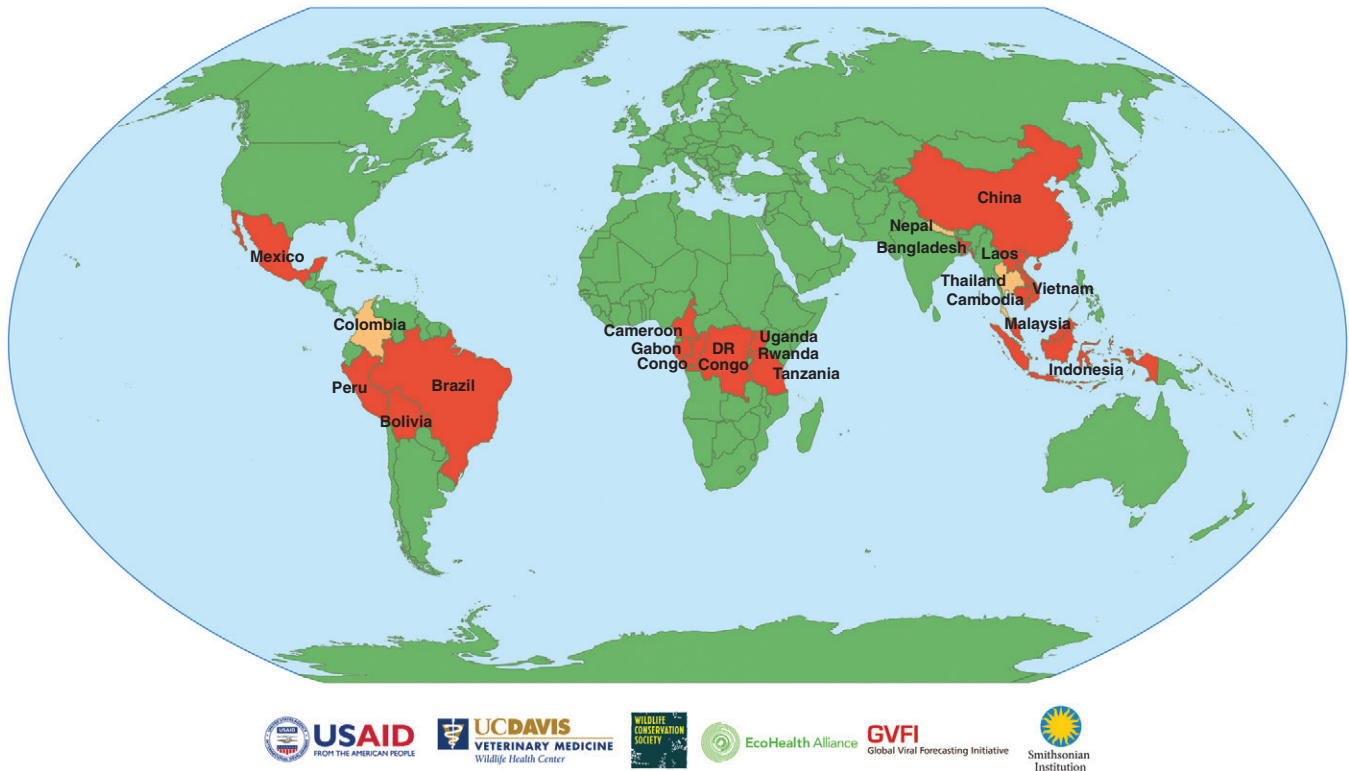 China
Nepal
Bangladesh
Laos
Mexico
Thailand
Vietnam
Cambodia
Colombia
Malaysia
Cameroon
Uganda
Gabon
DR
Rwanda
Congo
Congo
Tanzania
Indonesia
Peru
Brazil
Bolivia
USAID
FROM THE AMERICAN PEOPLE
UCDAVIS
VETERINARY MEDICINE
Wildlife Health Center
WILDLIFE
CONSERVATION
SOCIETY
EcoHealth Alliance
GVFI
Global Viral Forecasting Initiative
Smithsonian
Institution